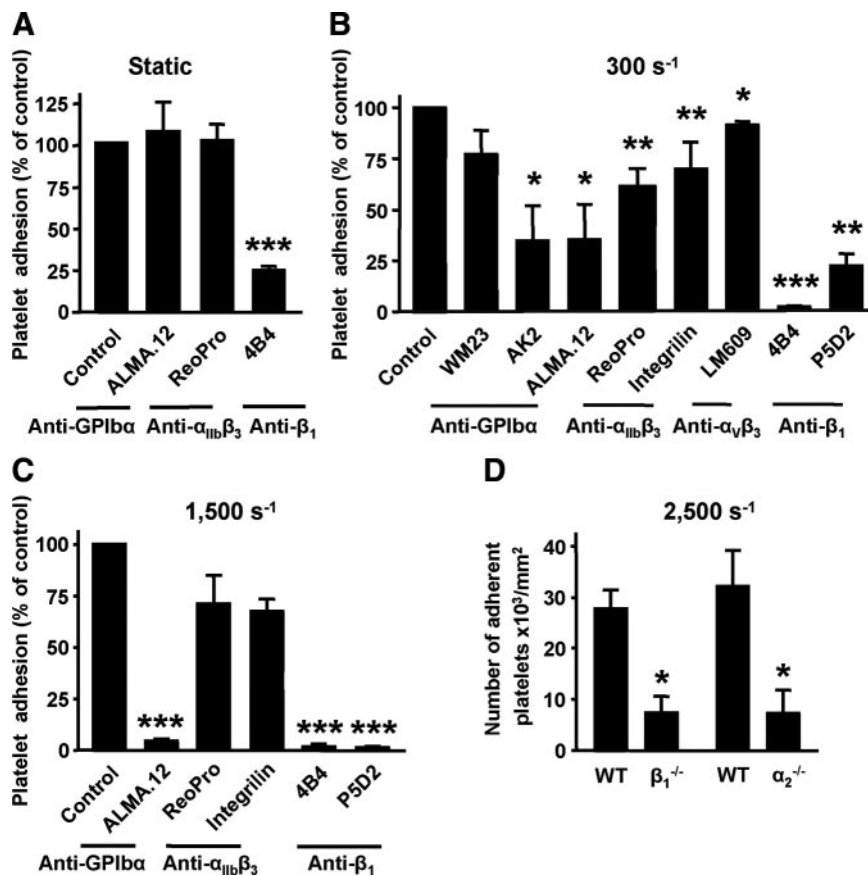 A
Static
Platelet adhesion (% of control)
125
100
75
50
25
0
***
Control
ALMA.12
ReoPro
4B4
Anti-GPIbα
Anti-αIIbβ3
Anti-β1
B
300 s⁻¹
Platelet adhesion (% of control)
100
75
50
25
0
*
*
**
**
*
***
**
Control
WM23
AK2
ALMA.12
ReoPro
Integrilin
LM609
4B4
P5D2
Anti-GPIbα
Anti-αIIbβ3
Anti-αVβ3
Anti-β1
C
1,500 s⁻¹
Platelet adhesion (% of control)
100
75
50
25
0
***
***
***
Control
ALMA.12
ReoPro
Integrilin
4B4
P5D2
Anti-GPIbα
Anti-αIIbβ3
Anti-β1
D
2,500 s⁻¹
Number of adherent
platelets x10³/mm²
40
30
20
10
0
*
*
WT
β1⁻/⁻
WT
α2⁻/⁻